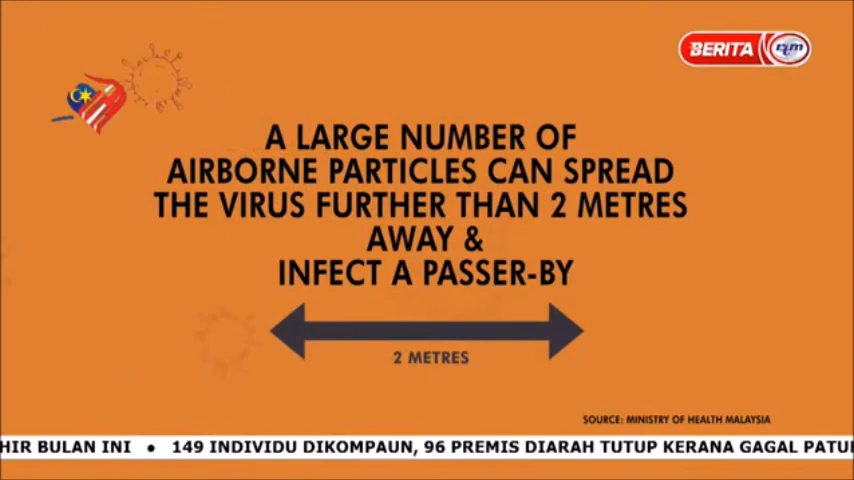 BERITA rtm
A LARGE NUMBER OF
AIRBORNE PARTICLES CAN SPREAD
THE VIRUS FURTHER THAN 2 METRES
AWAY &
INFECT A PASSER-BY
2 METRES
SOURCE: MINISTRY OF HEALTH MALAYSIA
HIR BULAN INI • 149 INDIVIDU DIKOMPAUN, 96 PREMIS DIARAH TUTUP KERANA GAGAL PATU